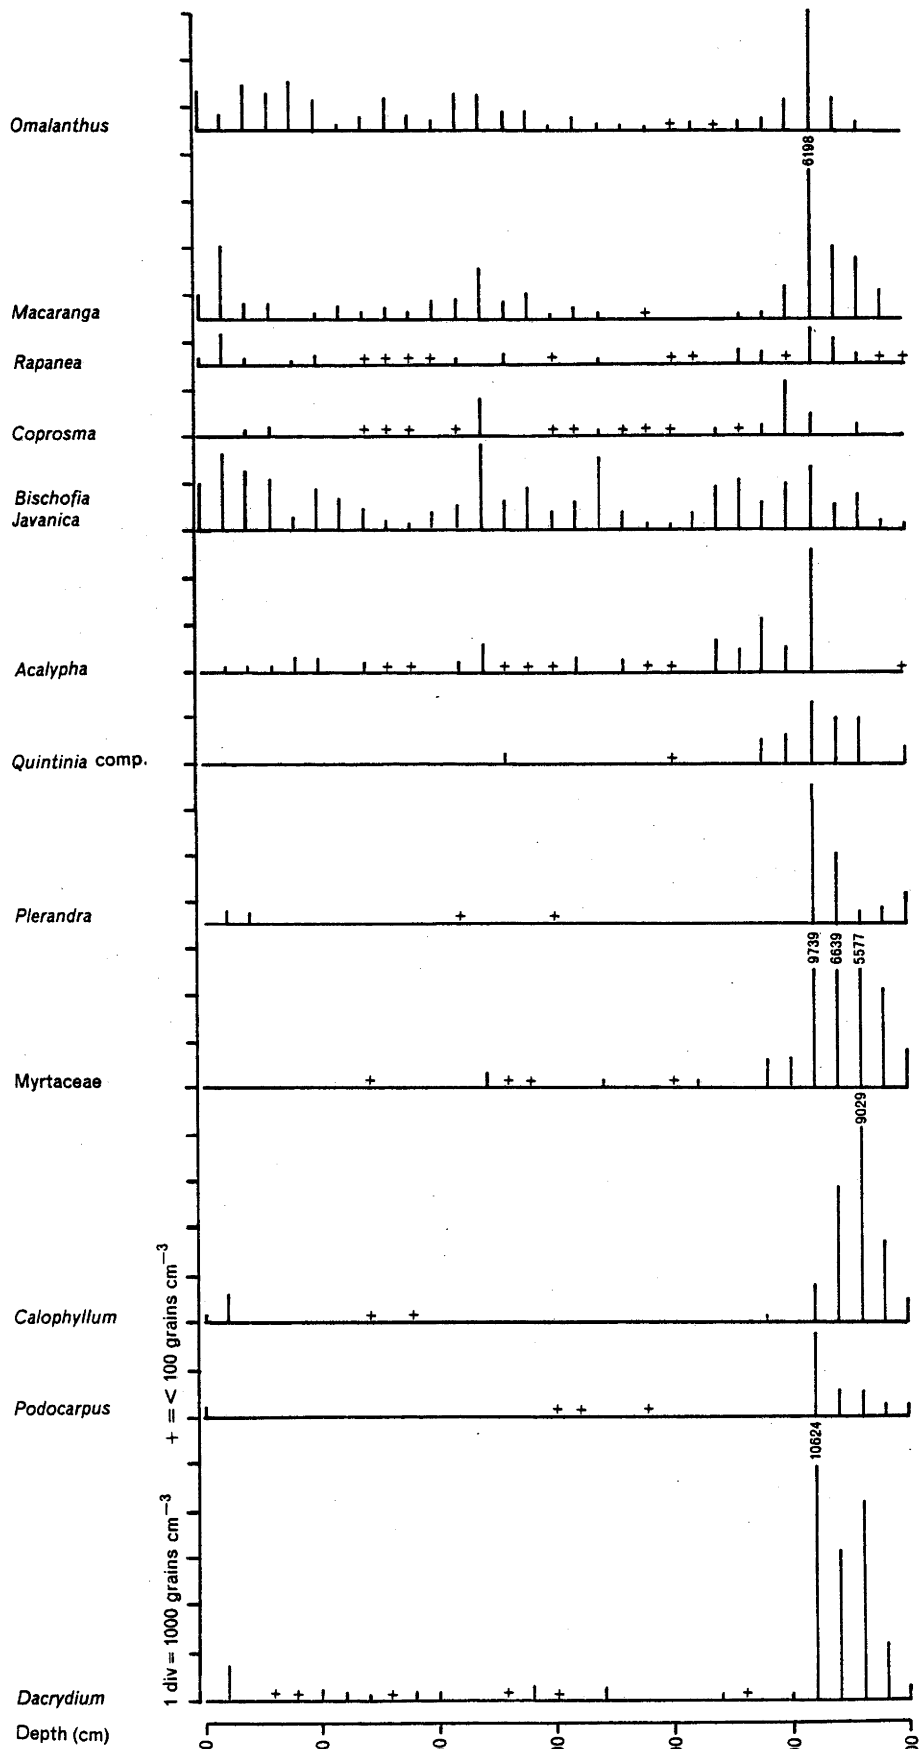 Omalanthus
6198
Macaranga
Rapanea
Coprosma
Bischofia
Javanica
Acalypha
Quintinia comp.
Plerandra
9739
6639
5577
Myrtaceae
9029
Calophyllum
+ = < 100 grains cm⁻³
Podocarpus
10624
1 div = 1000 grains cm⁻³
Dacrydium
Depth (cm)